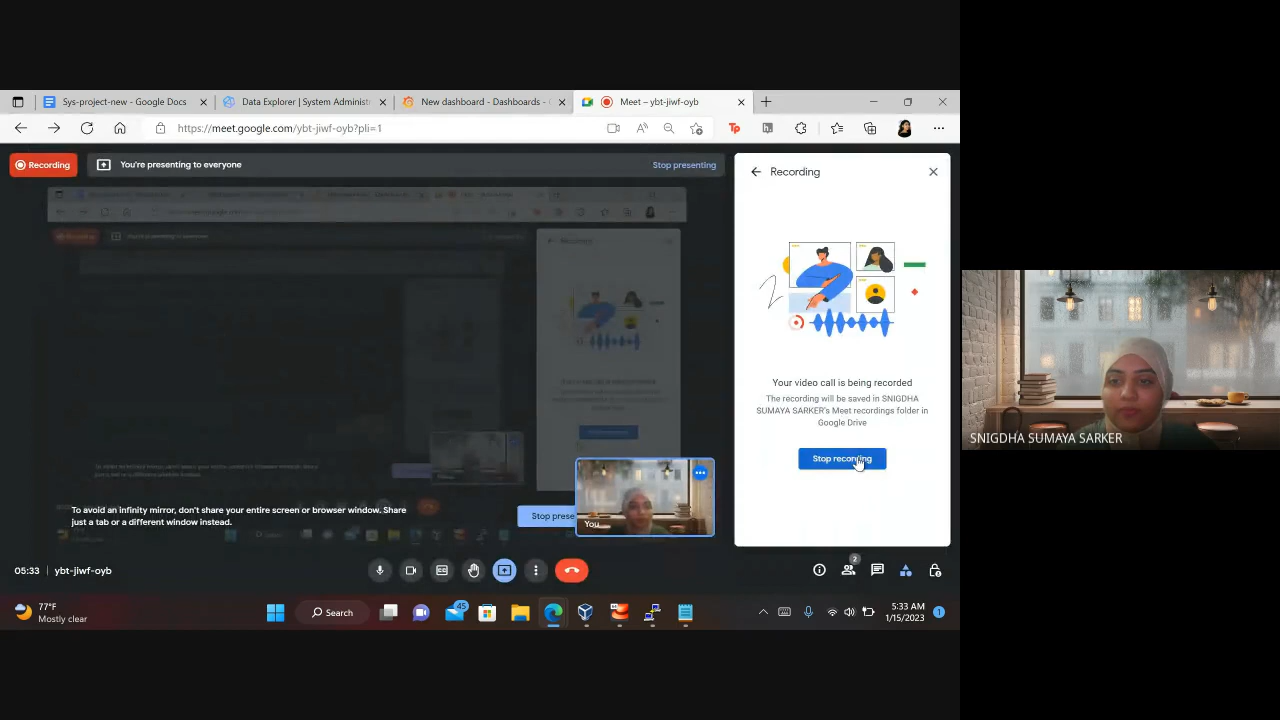 Sys-project-new - Google Docs
Data Explorer | System Administ
New dashboard - Dashboards -
Meet – ybt-jiwf-oyb
https://meet.google.com/ybt-jiwf-oyb?pli=1
Recording
You're presenting to everyone
Stop presenting
Recording
Your video call is being recorded
The recording will be saved in SNIGDHA
SUMAYA SARKER's Meet recordings folder in
Google Drive
Stop recording
SNIGDHA SUMAYA SARKER
To avoid an infinity mirror, don't share your entire screen or browser window. Share
just a tab or a different window instead.
Stop prese
You
05:33
ybt-jiwf-oyb
2
77°F
Mostly clear
Search
45
5:33 AM
1/15/2023
1